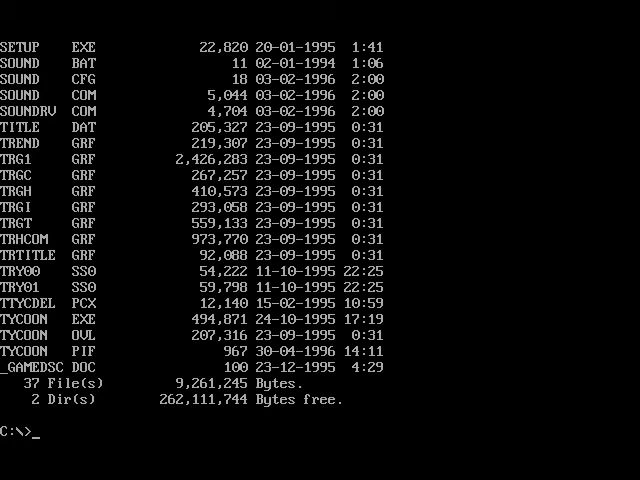 SETUP    EXE             22,820 20-01-1995  1:41
SOUND    BAT                 11 02-01-1994  1:06
SOUND    CFG                 18 03-02-1996  2:00
SOUND    COM              5,044 03-02-1996  2:00
SOUNDRV  COM              4,704 03-02-1996  2:00
TITLE    DAT            205,327 23-09-1995  0:31
TREND    GRF            219,307 23-09-1995  0:31
TRG1     GRF          2,426,283 23-09-1995  0:31
TRGC     GRF            267,257 23-09-1995  0:31
TRGH     GRF            410,573 23-09-1995  0:31
TRGI     GRF            293,058 23-09-1995  0:31
TRGT     GRF            559,133 23-09-1995  0:31
TRHCOM   GRF            973,770 23-09-1995  0:31
TRTITLE  GRF             92,088 23-09-1995  0:31
TRY00    SS0             54,222 11-10-1995 22:25
TRY01    SS0             59,798 11-10-1995 22:25
TTYCDEL  PCX             12,140 15-02-1995 10:59
TYCOON   EXE            494,871 24-10-1995 17:19
TYCOON   OVL            207,316 23-09-1995  0:31
TYCOON   PIF                967 30-04-1996 14:11
_GAMEDSC DOC                100 23-12-1995  4:29
   37 File(s)         9,261,245 Bytes.
    2 Dir(s)        262,111,744 Bytes free.
C:\>_